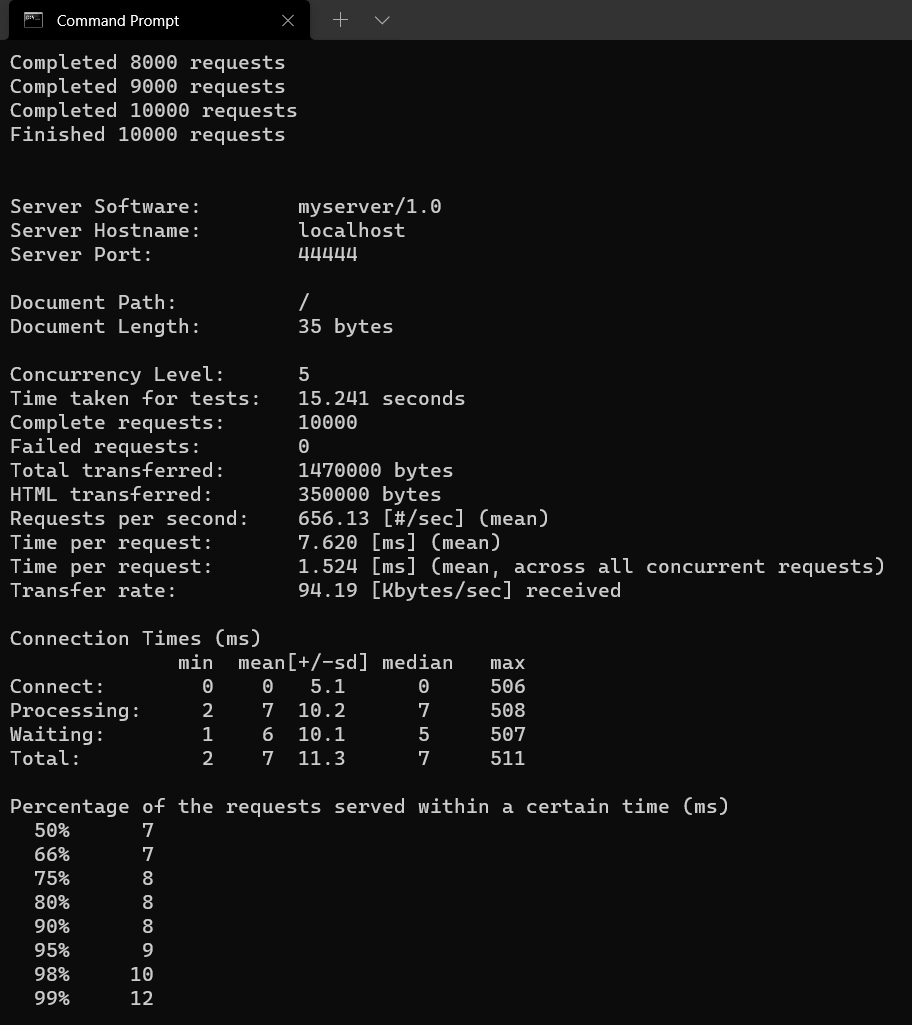 Command Prompt
Completed 8000 requests
Completed 9000 requests
Completed 10000 requests
Finished 10000 requests
Server Software:        myserver/1.0
Server Hostname:        localhost
Server Port:            44444
Document Path:          /
Document Length:        35 bytes
Concurrency Level:      5
Time taken for tests:   15.241 seconds
Complete requests:      10000
Failed requests:        0
Total transferred:      1470000 bytes
HTML transferred:       350000 bytes
Requests per second:    656.13 [#/sec] (mean)
Time per request:       7.620 [ms] (mean)
Time per request:       1.524 [ms] (mean, across all concurrent requests)
Transfer rate:          94.19 [Kbytes/sec] received
Connection Times (ms)
              min  mean[+/-sd] median   max
Connect:        0    0   5.1      0     506
Processing:     2    7  10.2      7     508
Waiting:        1    6  10.1      5     507
Total:          2    7  11.3      7     511
Percentage of the requests served within a certain time (ms)
  50%      7
  66%      7
  75%      8
  80%      8
  90%      8
  95%      9
  98%     10
  99%     12